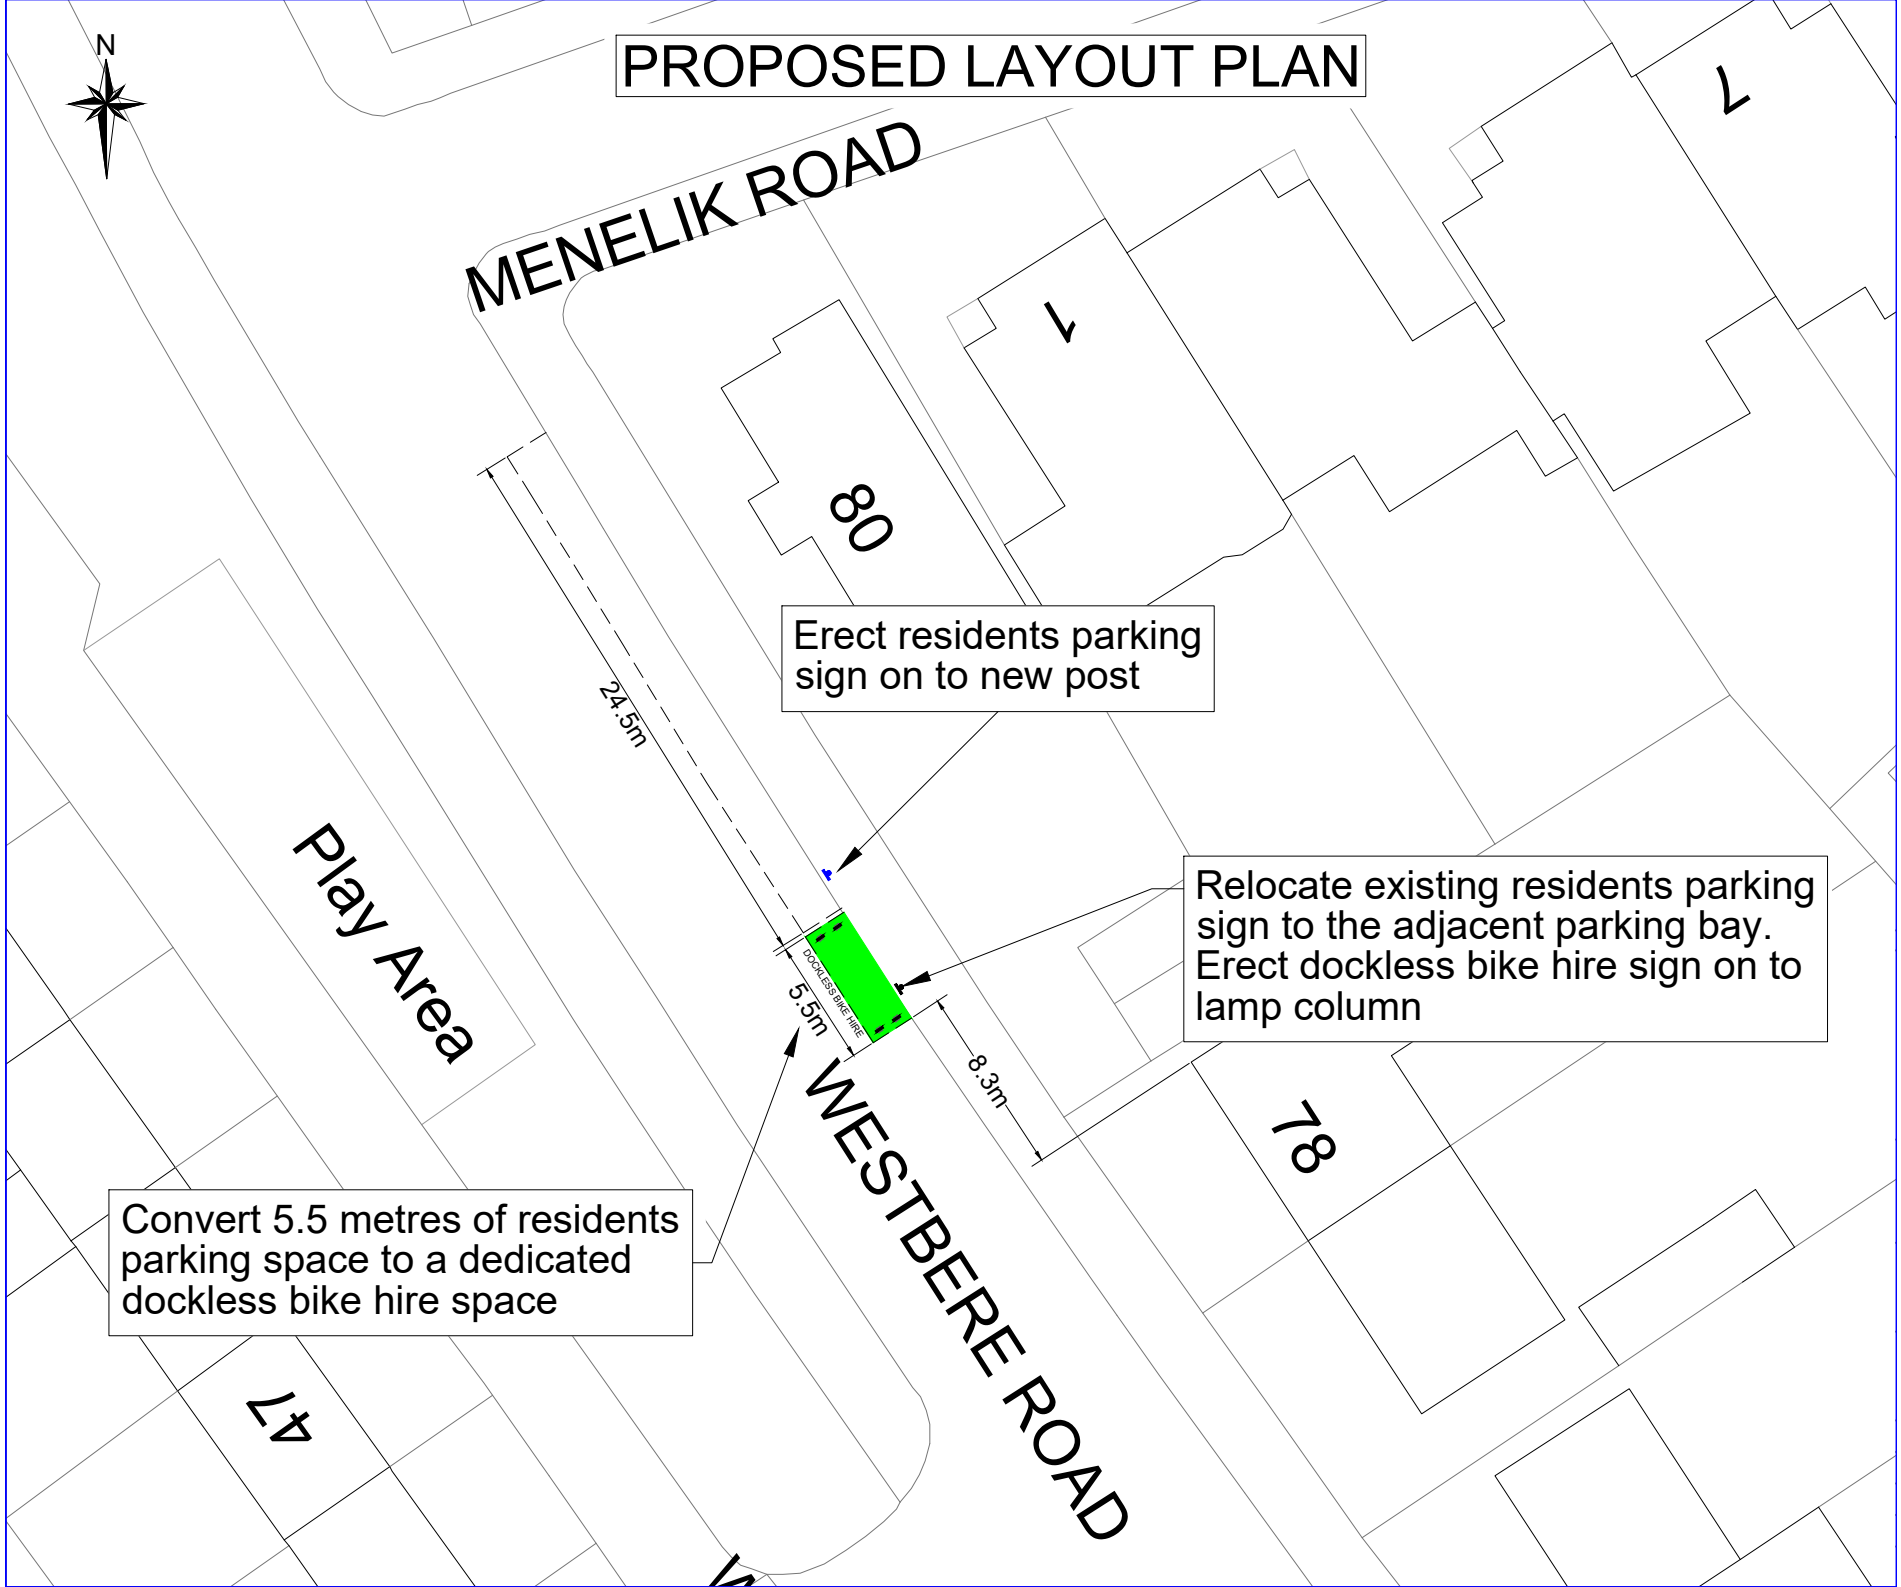 N
PROPOSED LAYOUT PLAN
7
MENELIK ROAD
1
80
Erect residents parking
sign on to new post
24.5m
Play Area
Relocate existing residents parking
sign to the adjacent parking bay.
Erect dockless bike hire sign on to
lamp column
DOCKLESS BIKE HIRE
5.5m
8.3m
WESTBERE ROAD
78
Convert 5.5 metres of residents
parking space to a dedicated
dockless bike hire space
47
W